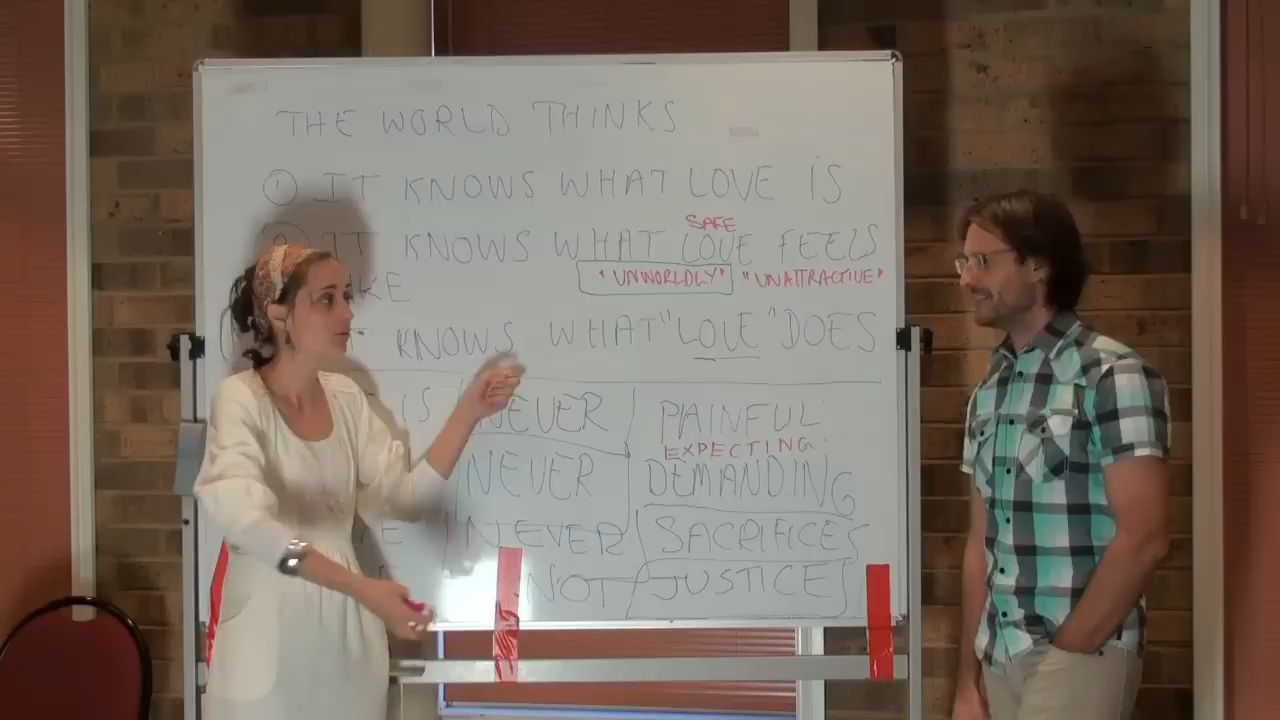 THE WORLD THINKS
① IT KNOWS WHAT LOVE IS
SAFE
IT KNOWS WHAT LOVE FEELS
"UNWORLDLY" "UNATTRACTIVE"
KNOWS WHAT "LOVE" DOES
IS NEVER PAINFUL
EXPECTING
NEVER DEMANDING
NEVER SACRIFICES
NOT JUSTICE